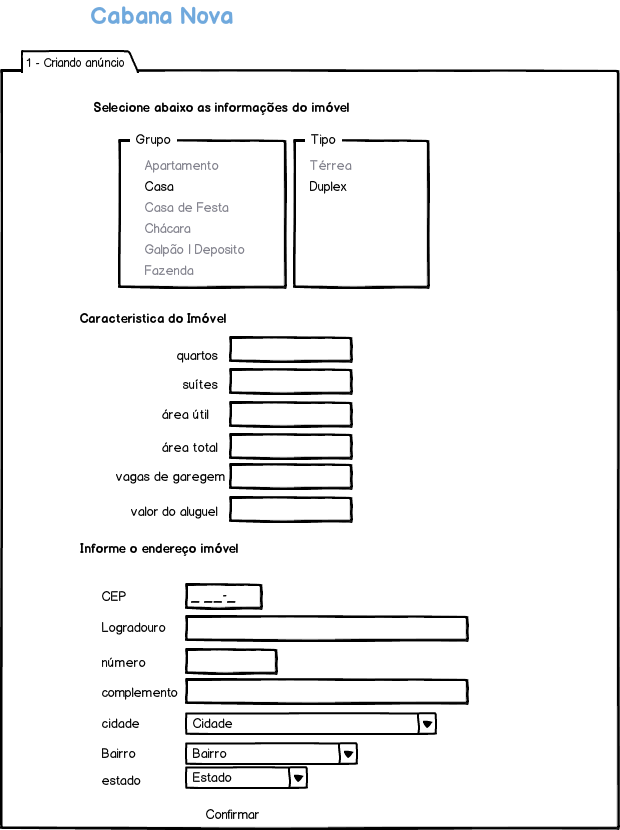 Cabana Nova
1 - Criando anúncio
Selecione abaixo as informações do imóvel
Grupo
Apartamento
Casa
Casa de Festa
Chácara
Galpão | Deposito
Fazenda
Tipo
Térrea
Duplex
Caracteristica do Imóvel
quartos
suítes
área útil
área total
vagas de garegem
valor do aluguel
Informe o endereço imóvel
CEP _ __-_
Logradouro
número
complemento
cidade Cidade
Bairro Bairro
estado Estado
Confirmar